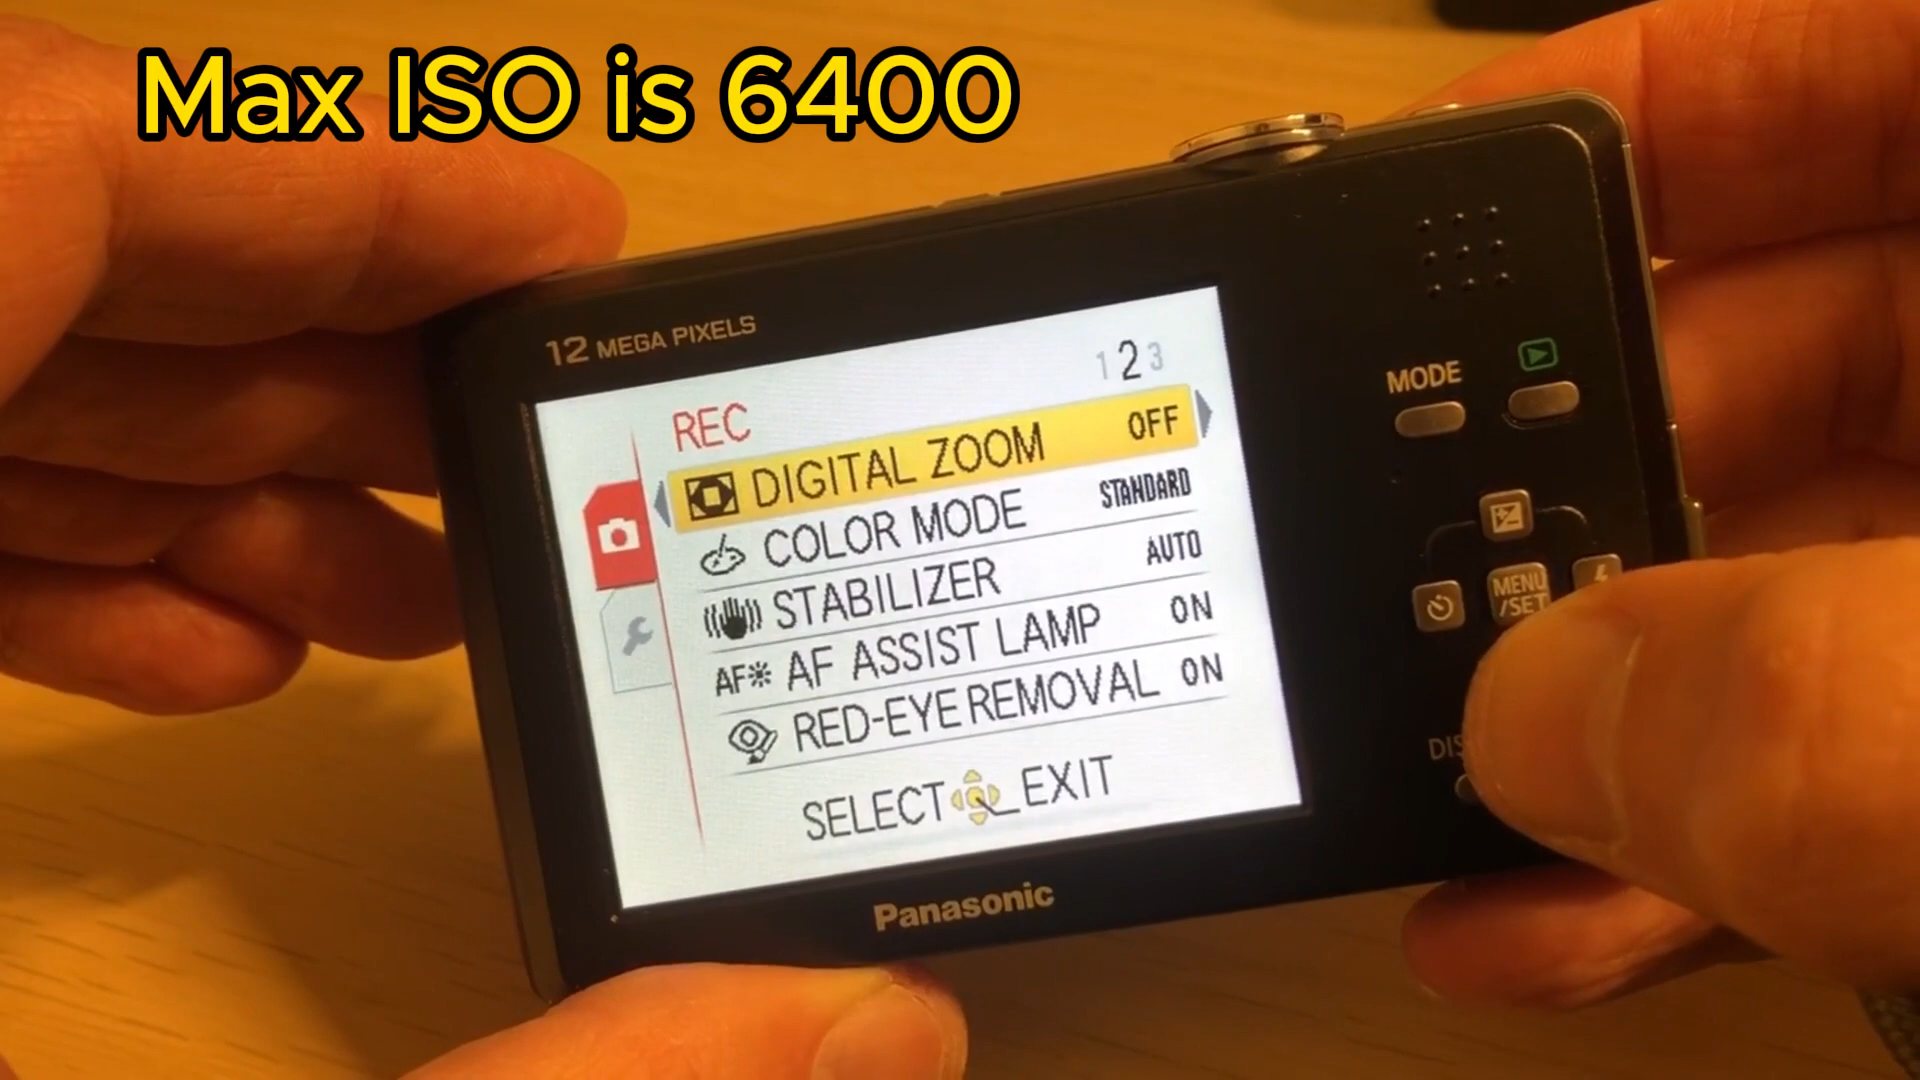 Max ISO is 6400
12 MEGA PIXELS
1 2 3
REC
DIGITAL ZOOM OFF
COLOR MODE STANDARD
STABILIZER AUTO
AF✳ AF ASSIST LAMP ON
RED-EYE REMOVAL ON
SELECT EXIT
Panasonic
MODE
MENU
/SET